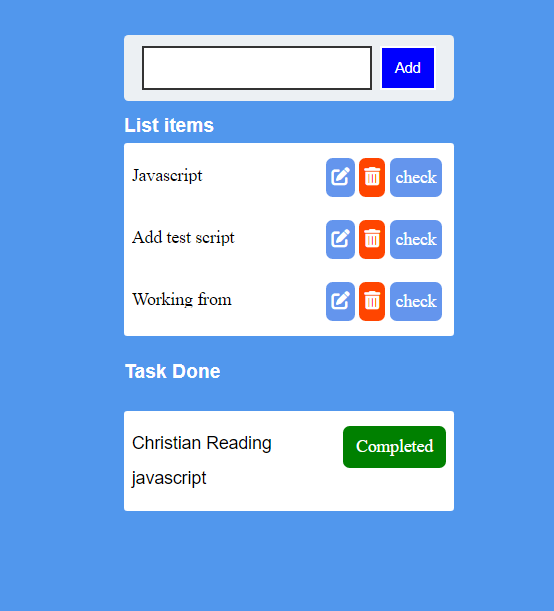 Add
List items
Javascript
check
Add test script
check
Working from
check
Task Done
Christian Reading
javascript
Completed